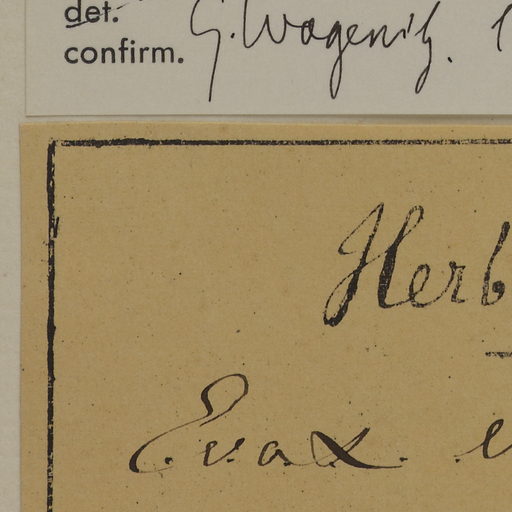 det.
confirm. G. Wagenitz.
Herb
Evax.